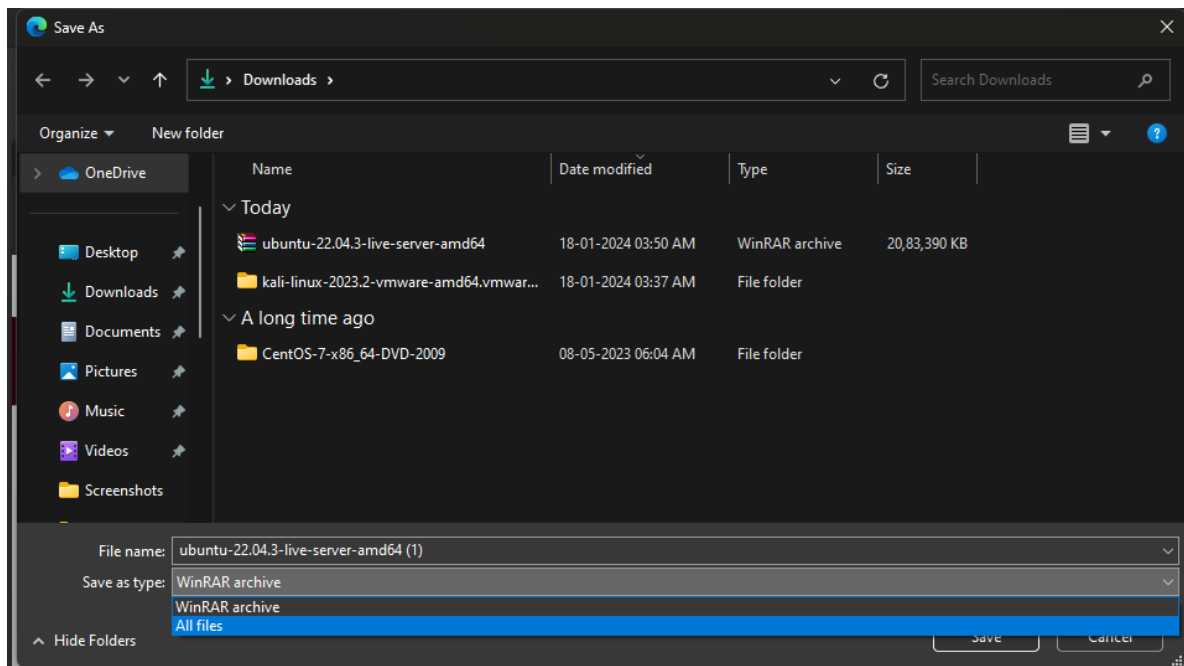 Save As
Downloads
Search Downloads
Organize
New folder
OneDrive
Desktop
Downloads
Documents
Pictures
Music
Videos
Screenshots
Name Date modified Type Size
Today
ubuntu-22.04.3-live-server-amd64 18-01-2024 03:50 AM WinRAR archive 20,83,390 KB
kali-linux-2023.2-vmware-amd64.vmwar... 18-01-2024 03:37 AM File folder
A long time ago
CentOS-7-x86_64-DVD-2009 08-05-2023 06:04 AM File folder
File name: ubuntu-22.04.3-live-server-amd64 (1)
Save as type: WinRAR archive
WinRAR archive
All files
Hide Folders
Save
Cancel